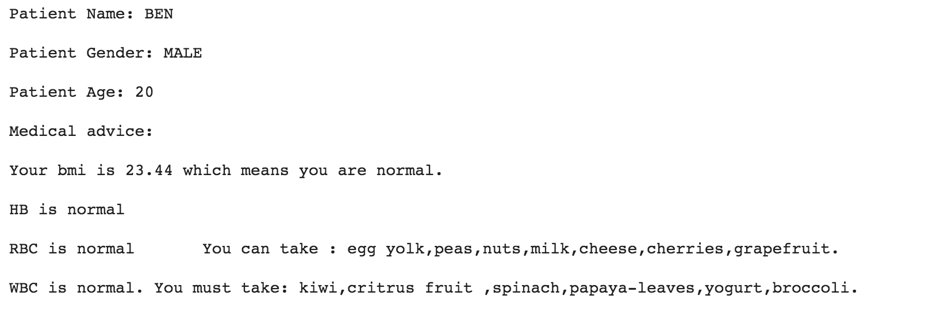 Patient Name: BEN
Patient Gender: MALE
Patient Age: 20
Medical advice:
Your bmi is 23.44 which means you are normal.
HB is normal
RBC is normal       You can take : egg yolk,peas,nuts,milk,cheese,cherries,grapefruit.
WBC is normal. You must take: kiwi,critrus fruit ,spinach,papaya-leaves,yogurt,broccoli.